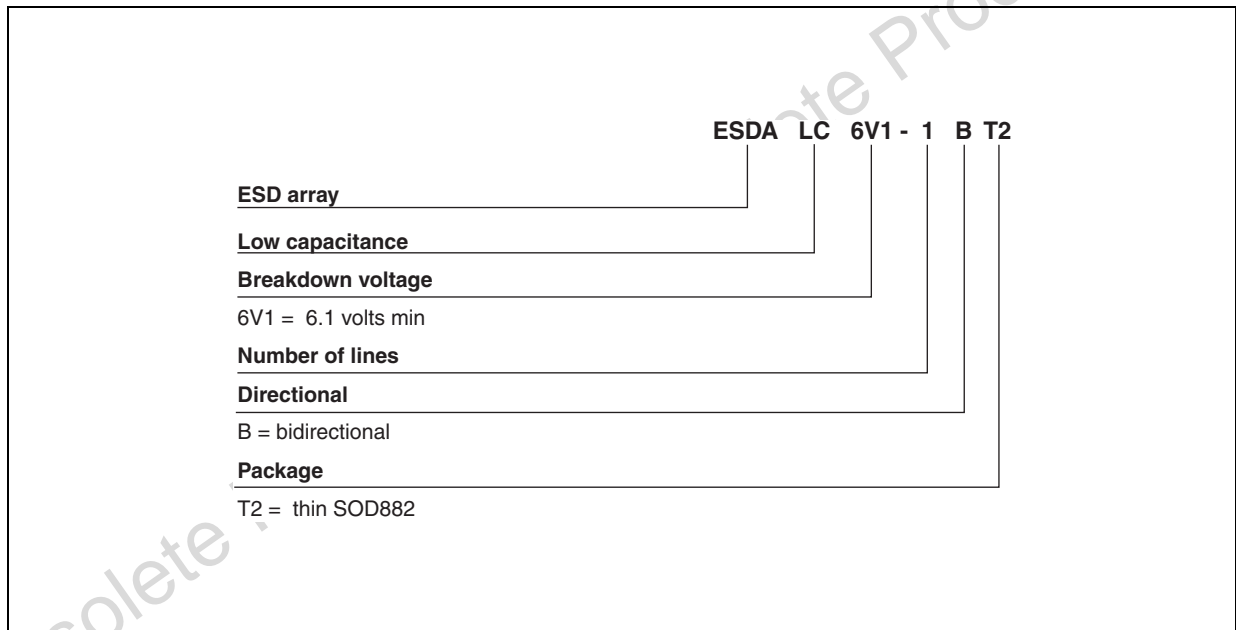 ESDA LC 6V1 - 1 B T2
ESD array
Low capacitance
Breakdown voltage
6V1 = 6.1 volts min
Number of lines
Directional
B = bidirectional
Package
T2 = thin SOD882